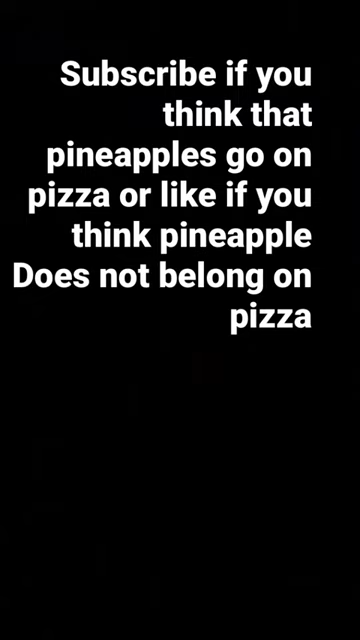 Subscribe if you
think that
pineapples go on
pizza or like if you
think pineapple
Does not belong on
pizza